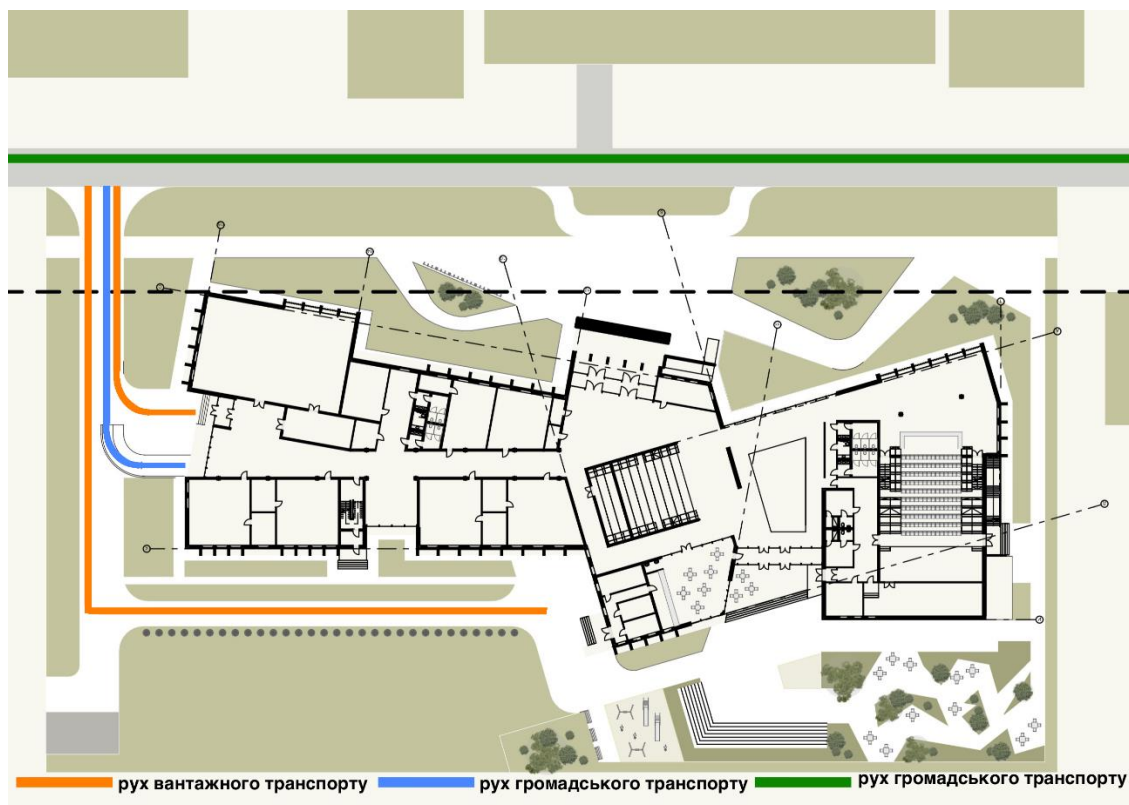 рух вантажного транспорту
рух громадського транспорту
рух громадського транспорту